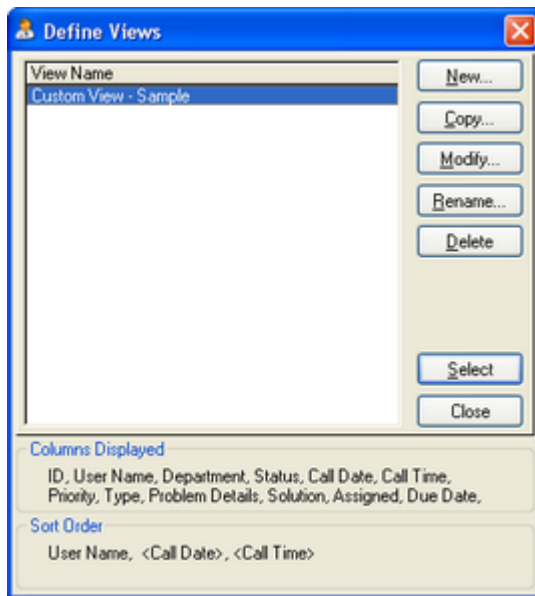 Define Views
View Name
Custom View - Sample
New...
Copy...
Modify...
Rename...
Delete
Select
Close
Columns Displayed
ID, User Name, Department, Status, Call Date, Call Time,
Priority, Type, Problem Details, Solution, Assigned, Due Date,
Sort Order
User Name, <Call Date>, <Call Time>